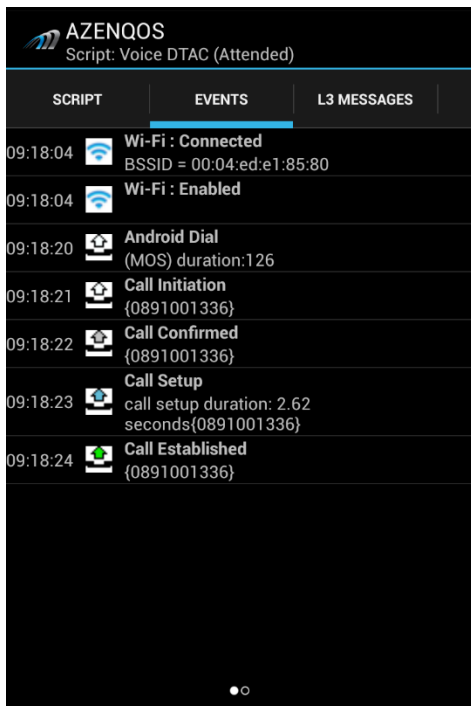 AZENQOS
Script: Voice DTAC (Attended)
SCRIPT EVENTS L3 MESSAGES
09:18:04 Wi-Fi : Connected
BSSID = 00:04:ed:e1:85:80
09:18:04 Wi-Fi : Enabled
09:18:20 Android Dial
(MOS) duration:126
09:18:21 Call Initiation
{0891001336}
09:18:22 Call Confirmed
{0891001336}
09:18:23 Call Setup
call setup duration: 2.62
seconds{0891001336}
09:18:24 Call Established
{0891001336}